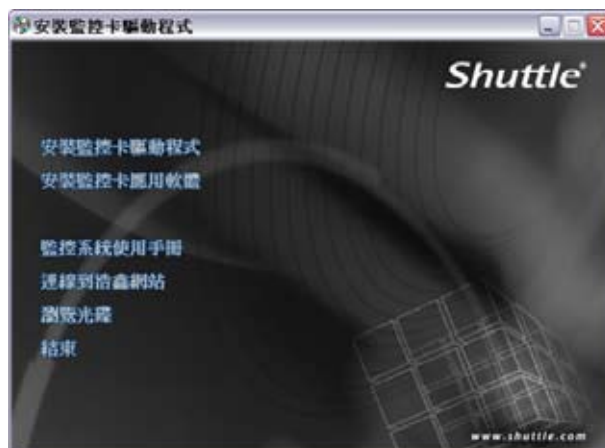 安裝監控卡驅動程式
Shuttle®
安裝監控卡驅動程式
安裝監控卡應用軟體
監控系統使用手冊
連線到浩鑫網站
瀏覽光碟
結束
www.shuttle.com